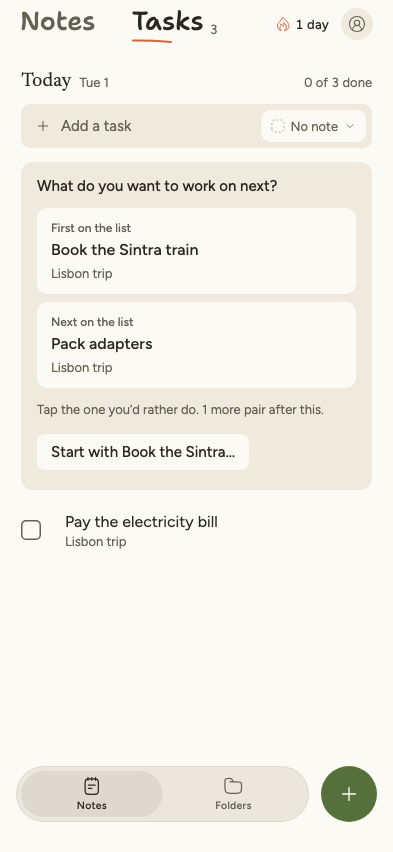 Notes Tasks 3 1 day
Today Tue 1 0 of 3 done
+ Add a task No note
What do you want to work on next?
First on the list
Book the Sintra train
Lisbon trip
Next on the list
Pack adapters
Lisbon trip
Tap the one you’d rather do. 1 more pair after this.
Start with Book the Sintra…
Pay the electricity bill
Lisbon trip
Notes Folders